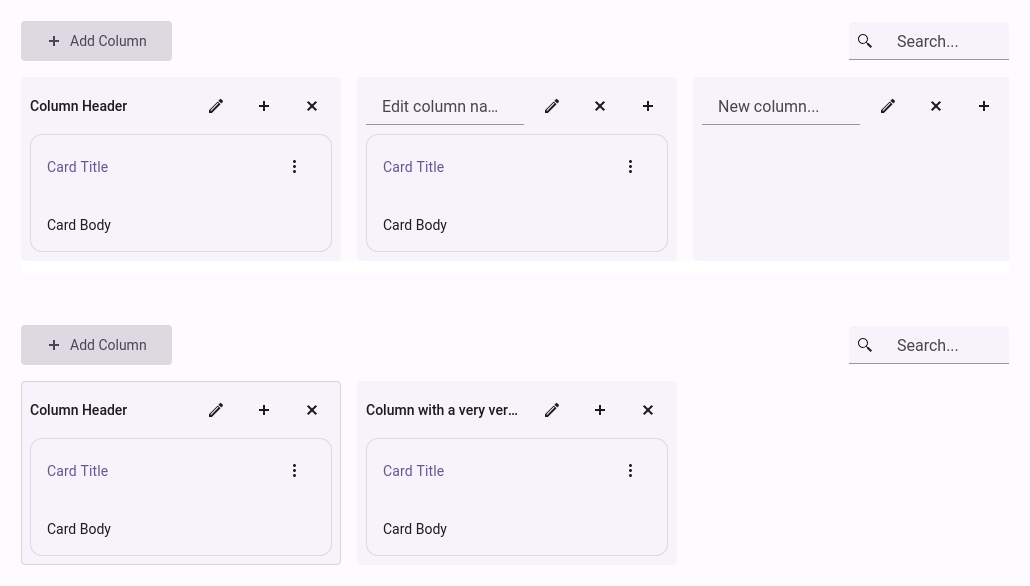 Add Column
Search...
Column Header
Edit column na...
New column...
Card Title
Card Title
Card Body
Card Body
Add Column
Search...
Column Header
Column with a very ver...
Card Title
Card Title
Card Body
Card Body